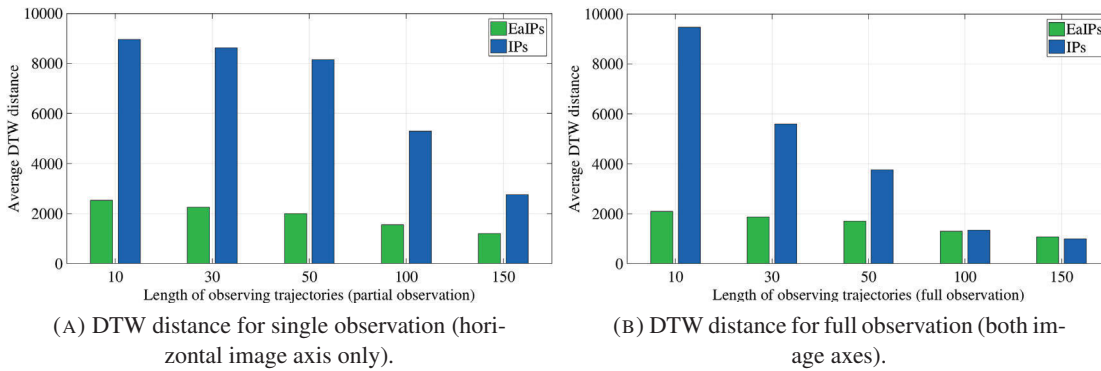 10000
8000
6000
4000
2000
0
Average DTW distance
EaIPs
IPs
10 30 50 100 150
Length of observing trajectories (partial observation)
(A) DTW distance for single observation (hori-
zontal image axis only).
10000
8000
6000
4000
2000
0
Average DTW distance
EaIPs
IPs
10 30 50 100 150
Length of observing trajectories (full observation)
(B) DTW distance for full observation (both im-
age axes).